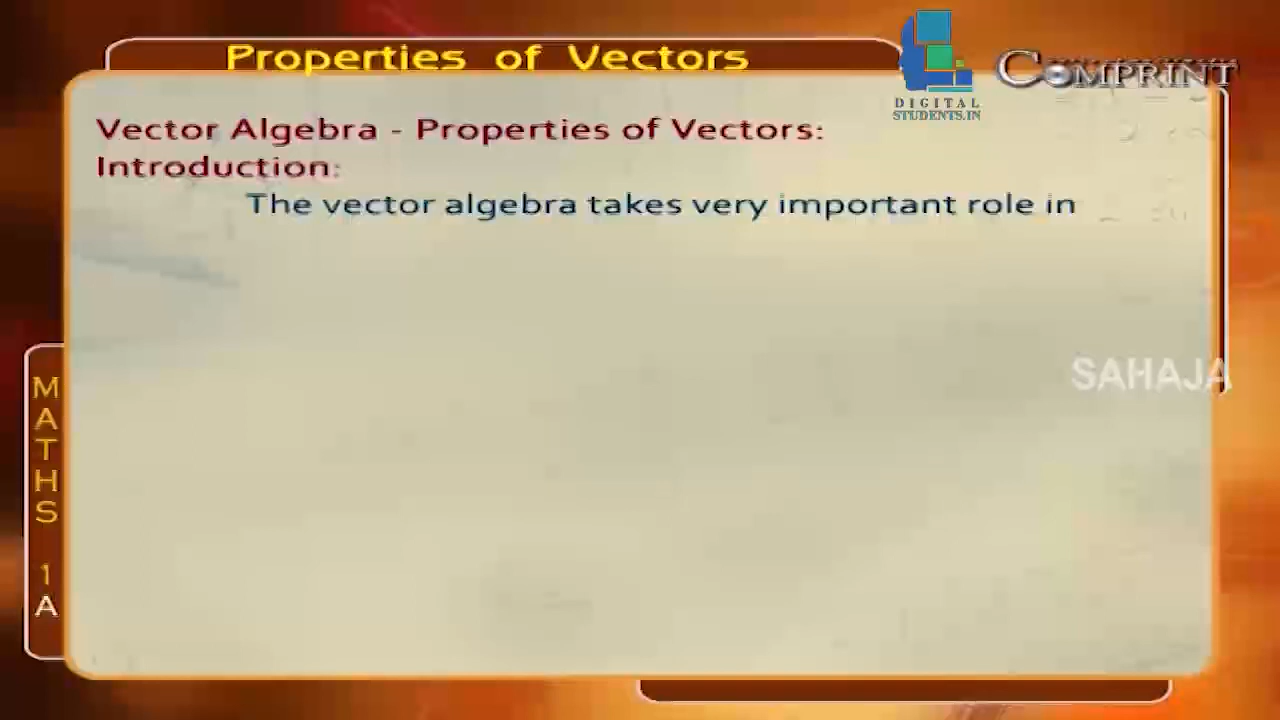 Properties of Vectors
DIGITAL
STUDENTS.IN
COMPRINT
Vector Algebra - Properties of Vectors:
Introduction:
The vector algebra takes very important role in
SAHAJA
MATHS 1A